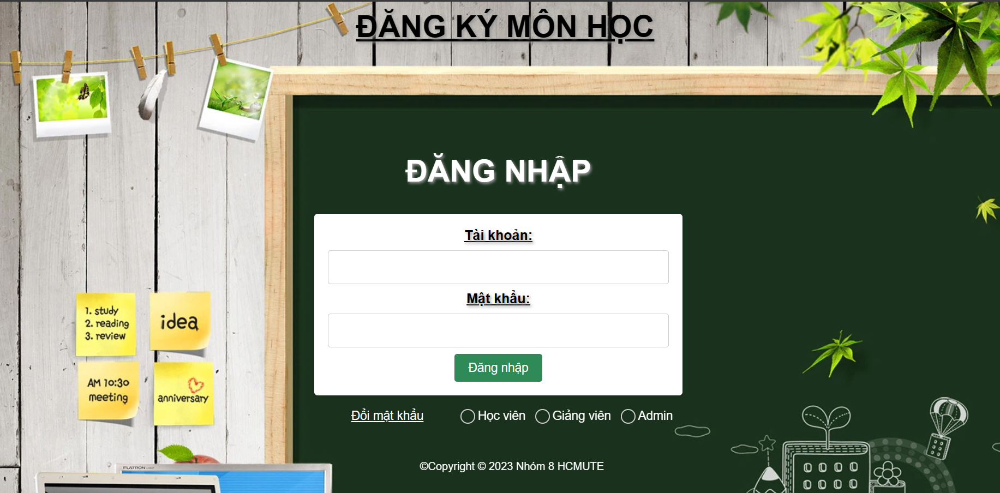 ĐĂNG KÝ MÔN HỌC
ĐĂNG NHẬP
Tài khoản:
Mật khẩu:
Đăng nhập
Đổi mật khẩu
Học viên
Giảng viên
Admin
©Copyright © 2023 Nhóm 8 HCMUTE
1. study
2. reading
3. review
idea
AM 10:30
meeting
anniversary
FLATRON